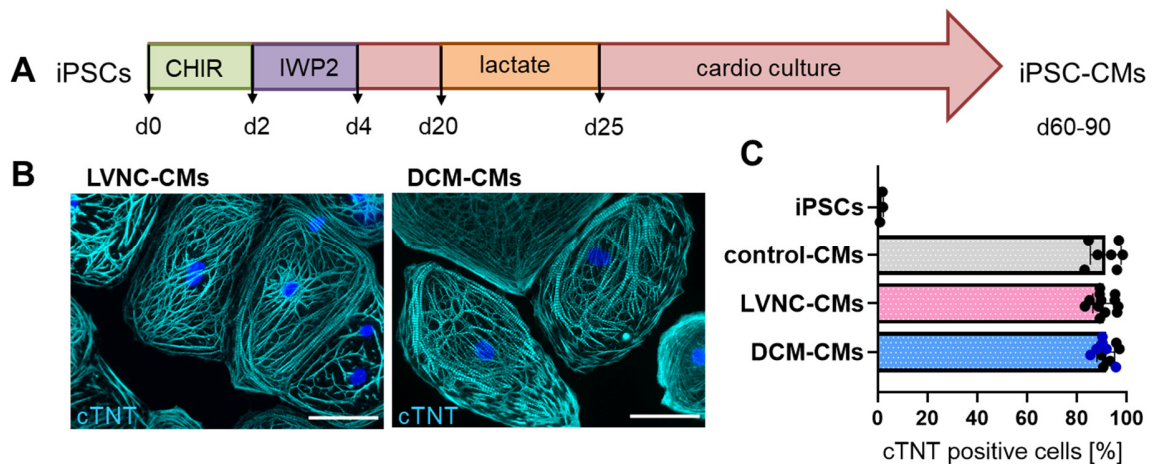 A
iPSCs
CHIR
IWP2
lactate
cardio culture
iPSC-CMs
d0
d2
d4
d20
d25
d60-90
B
LVNC-CMs
DCM-CMs
cTNT
cTNT
C
iPSCs
control-CMs
LVNC-CMs
DCM-CMs
0 20 40 60 80 100
cTNT positive cells [%]